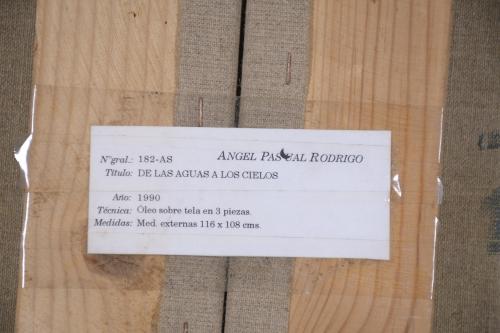 N°gral.: 182-AS ANGEL PASCUAL RODRIGO
Titulo: DE LAS AGUAS A LOS CIELOS
Año: 1990
Técnica: Óleo sobre tela en 3 piezas.
Medidas: Med. externas 116 x 108 cms.